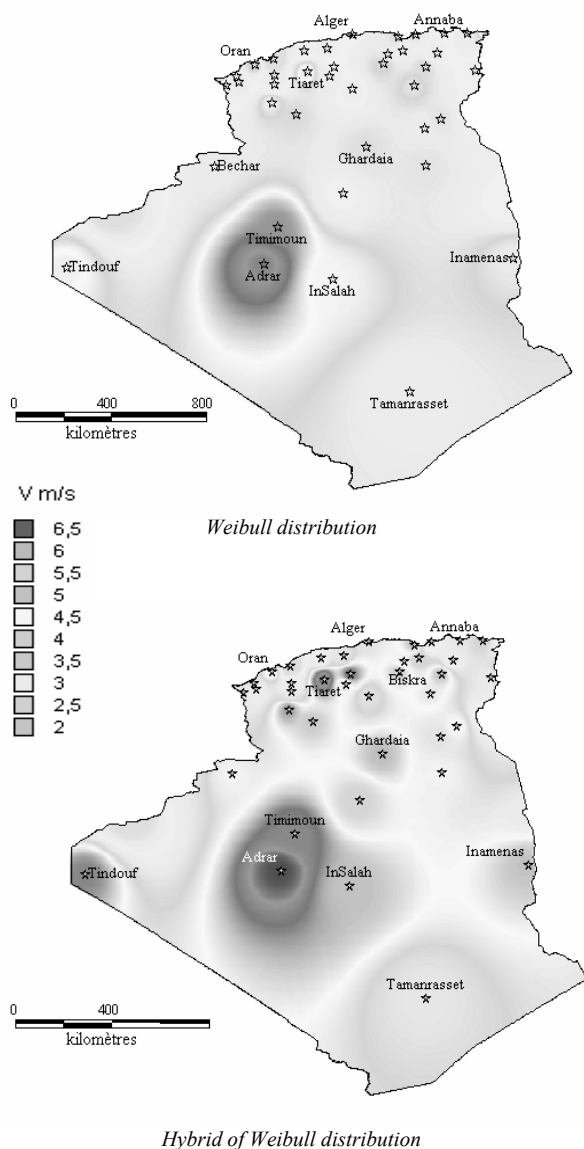 Alger
Annaba
Oran
Tiaret
Ghardaia
Bechar
Timimoun
Tindouf
Adrar
Inamenas
InSalah
Tamanrasset
0 400 800
kilomètres
V m/s
Weibull distribution
6,5
6
5,5
5
4,5
4
3,5
3
2,5
2
Alger
Annaba
Oran
Tiaret
Biskra
Ghardaia
Timimoun
Adrar
Inamenas
Tindouf
InSalah
Tamanrasset
0 400
kilomètres
Hybrid of Weibull distribution